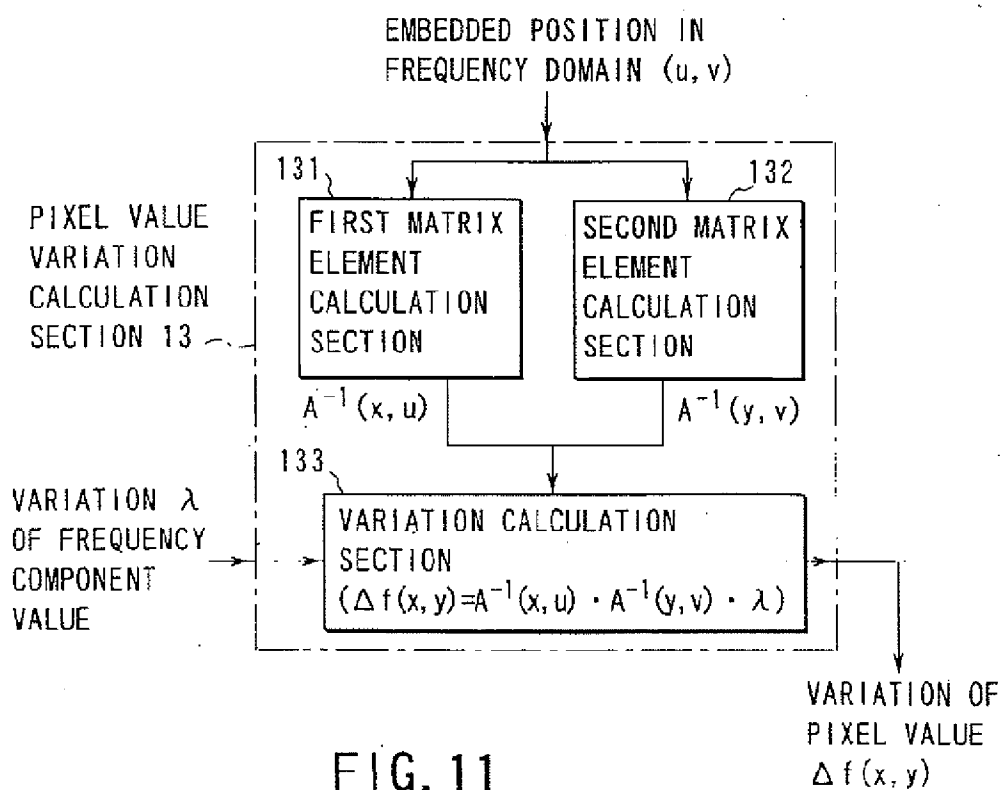 EMBEDDED POSITION IN
FREQUENCY DOMAIN (u, v)
131
132
PIXEL VALUE
VARIATION
CALCULATION
SECTION 13
FIRST MATRIX
ELEMENT
CALCULATION
SECTION
SECOND MATRIX
ELEMENT
CALCULATION
SECTION
A⁻¹ (x, u)
A⁻¹ (y, v)
133
VARIATION λ
OF FREQUENCY
COMPONENT
VALUE
VARIATION CALCULATION
SECTION
(Δf(x, y)=A⁻¹(x, u) · A⁻¹(y, v) · λ)
VARIATION OF
PIXEL VALUE
Δf(x, y)
FIG. 11